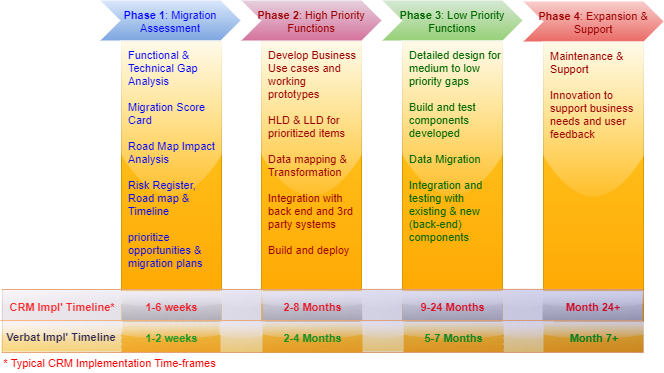 Phase 1: Migration
Assessment
Phase 2: High Priority
Functions
Phase 3: Low Priority
Functions
Phase 4: Expansion &
Support
Functional &
Technical Gap
Analysis
Migration Score
Card
Road Map Impact
Analysis
Risk Register,
Road map &
Timeline
prioritize
opportunities &
migration plans
Develop Business
Use cases and
working
prototypes
HLD & LLD for
prioritized items
Data mapping &
Transformation
Integration with
back end and 3rd
party systems
Build and deploy
Detailed design for
medium to low
priority gaps
Build and test
components
developed
Data Migration
Integration and
testing with
existing & new
(back-end)
components
Maintenance &
Support
Innovation to
support business
needs and user
feedback
CRM Impl' Timeline* 1-6 weeks 2-8 Months 9-24 Months Month 24+
Verbat Impl' Timeline 1-2 weeks 2-4 Months 5-7 Months Month 7+
* Typical CRM Implementation Time-frames